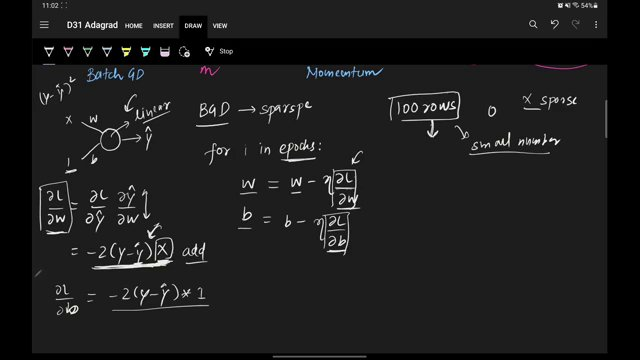 11:02
54%
D31 Adagrad HOME INSERT DRAW VIEW
Stop
Batch GD m Momentum
(y-ŷ)²
x w linear
ŷ
1 b
BGD → sparspe
for i in epochs:
w = w - η ∂L/∂w
b = b - η ∂L/∂b
100 rows 0 x sparse
small number
∂L/∂w = ∂L/∂ŷ ∂ŷ/∂w
= -2(y-ŷ) x add
∂L/∂b = -2(y-ŷ) * 1